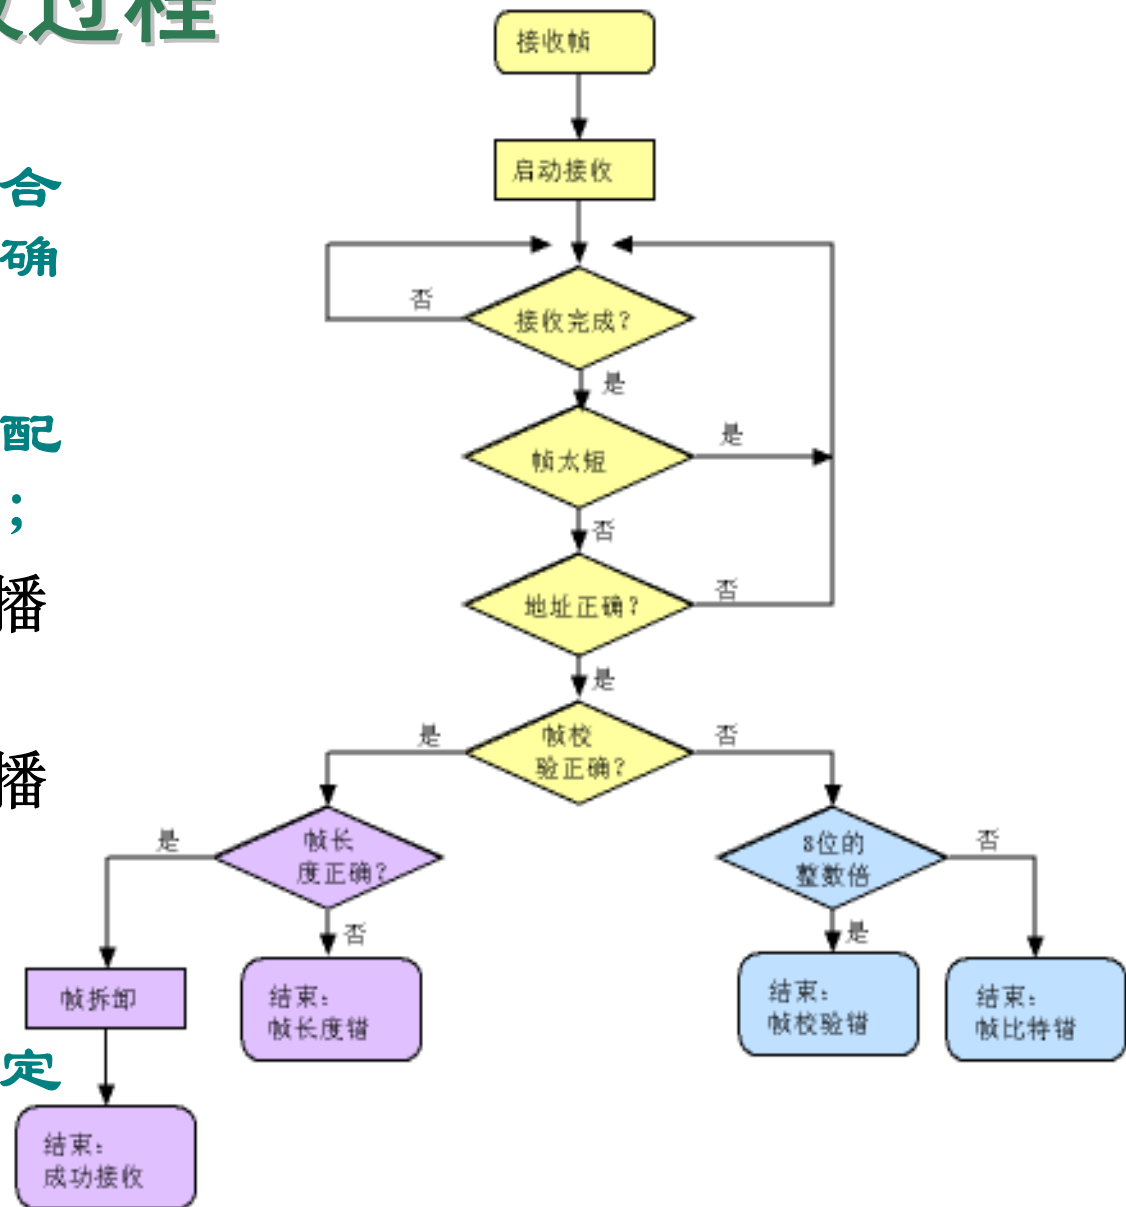 过程
合
确
配
；
播
播
定
接收帧
启动接收
否
接收完成？
是
帧太短
是
否
地址正确？
否
是
是
帧校
验正确？
否
是
帧长
度正确？
否
8位的
整数倍
否
是
帧拆卸
结束：
帧长度错
结束：
帧校验错
结束：
帧比特错
结束：
成功接收